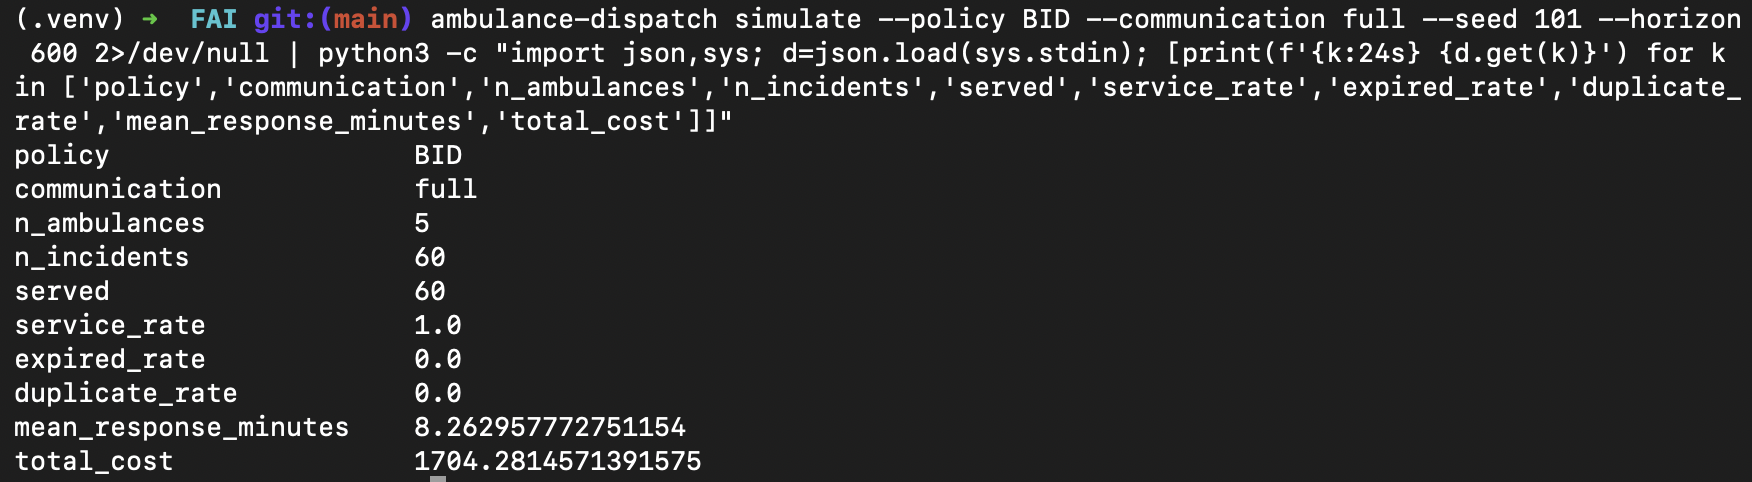 (.venv) ➜  FAI git:(main) ambulance-dispatch simulate --policy BID --communication full --seed 101 --horizon
 600 2>/dev/null | python3 -c "import json,sys; d=json.load(sys.stdin); [print(f'{k:24s} {d.get(k)}') for k
in ['policy','communication','n_ambulances','n_incidents','served','service_rate','expired_rate','duplicate_
rate','mean_response_minutes','total_cost']]"
policy                   BID
communication            full
n_ambulances             5
n_incidents              60
served                   60
service_rate             1.0
expired_rate             0.0
duplicate_rate           0.0
mean_response_minutes    8.262957772751154
total_cost               1704.2814571391575